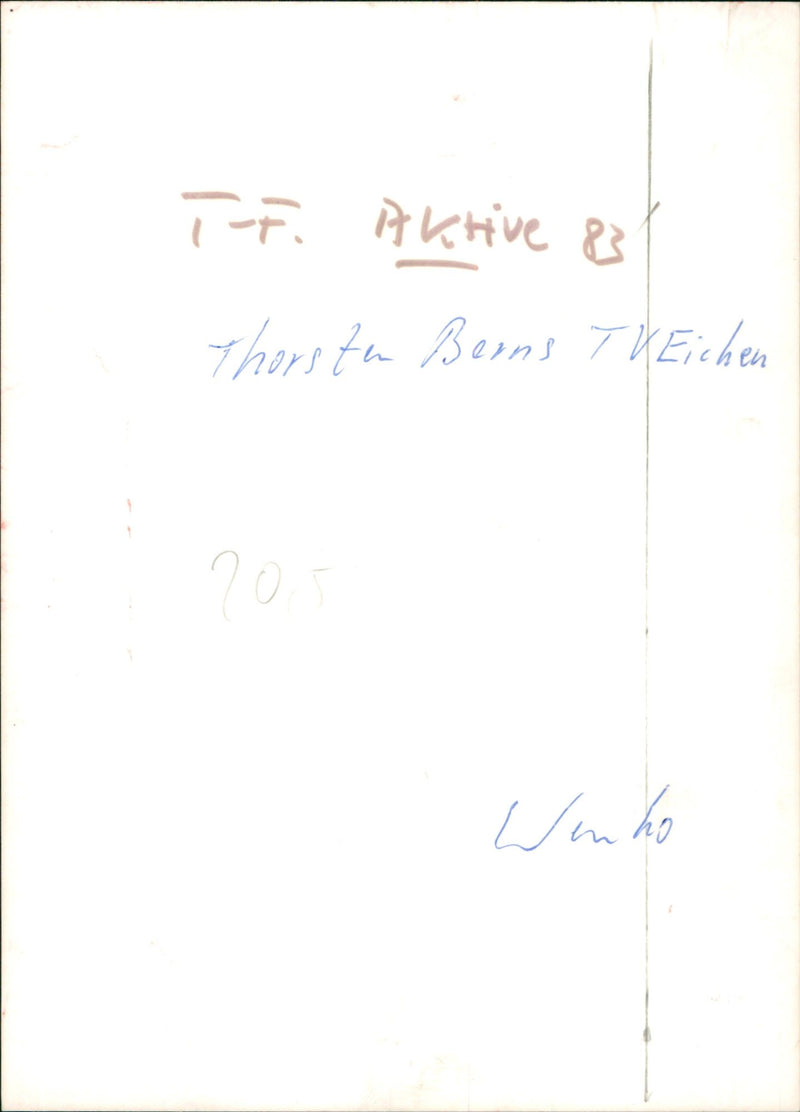 T-F. Aktive 83
Thorsten Berns TV Eichen
20,5